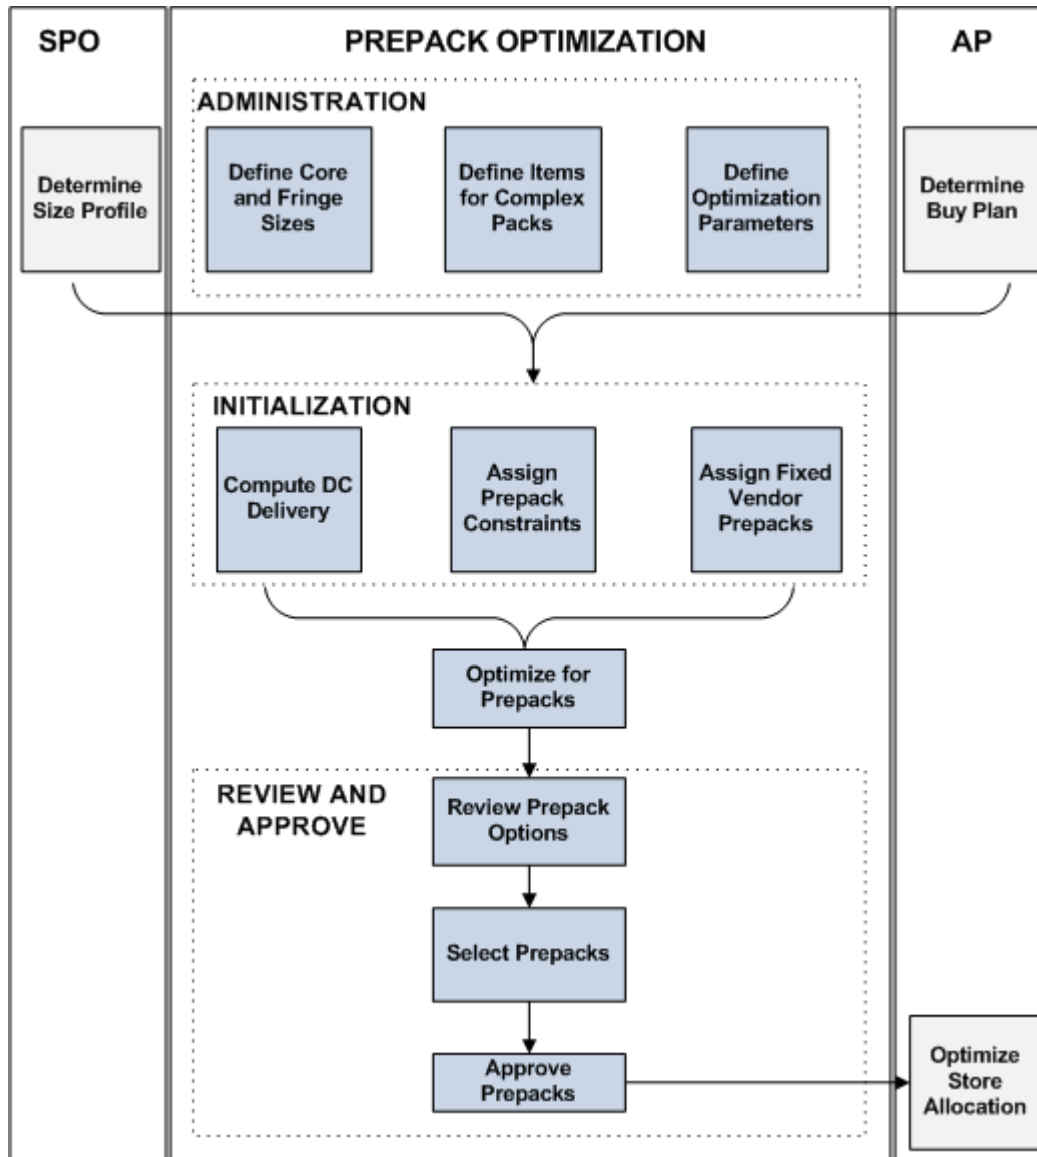 SPO
PREPACK OPTIMIZATION
AP
ADMINISTRATION
Determine
Size Profile
Define Core
and Fringe
Sizes
Define Items
for Complex
Packs
Define
Optimization
Parameters
Determine
Buy Plan
INITIALIZATION
Compute DC
Delivery
Assign
Prepack
Constraints
Assign Fixed
Vendor
Prepacks
Optimize for
Prepacks
REVIEW AND
APPROVE
Review Prepack
Options
Select Prepacks
Approve
Prepacks
Optimize
Store
Allocation